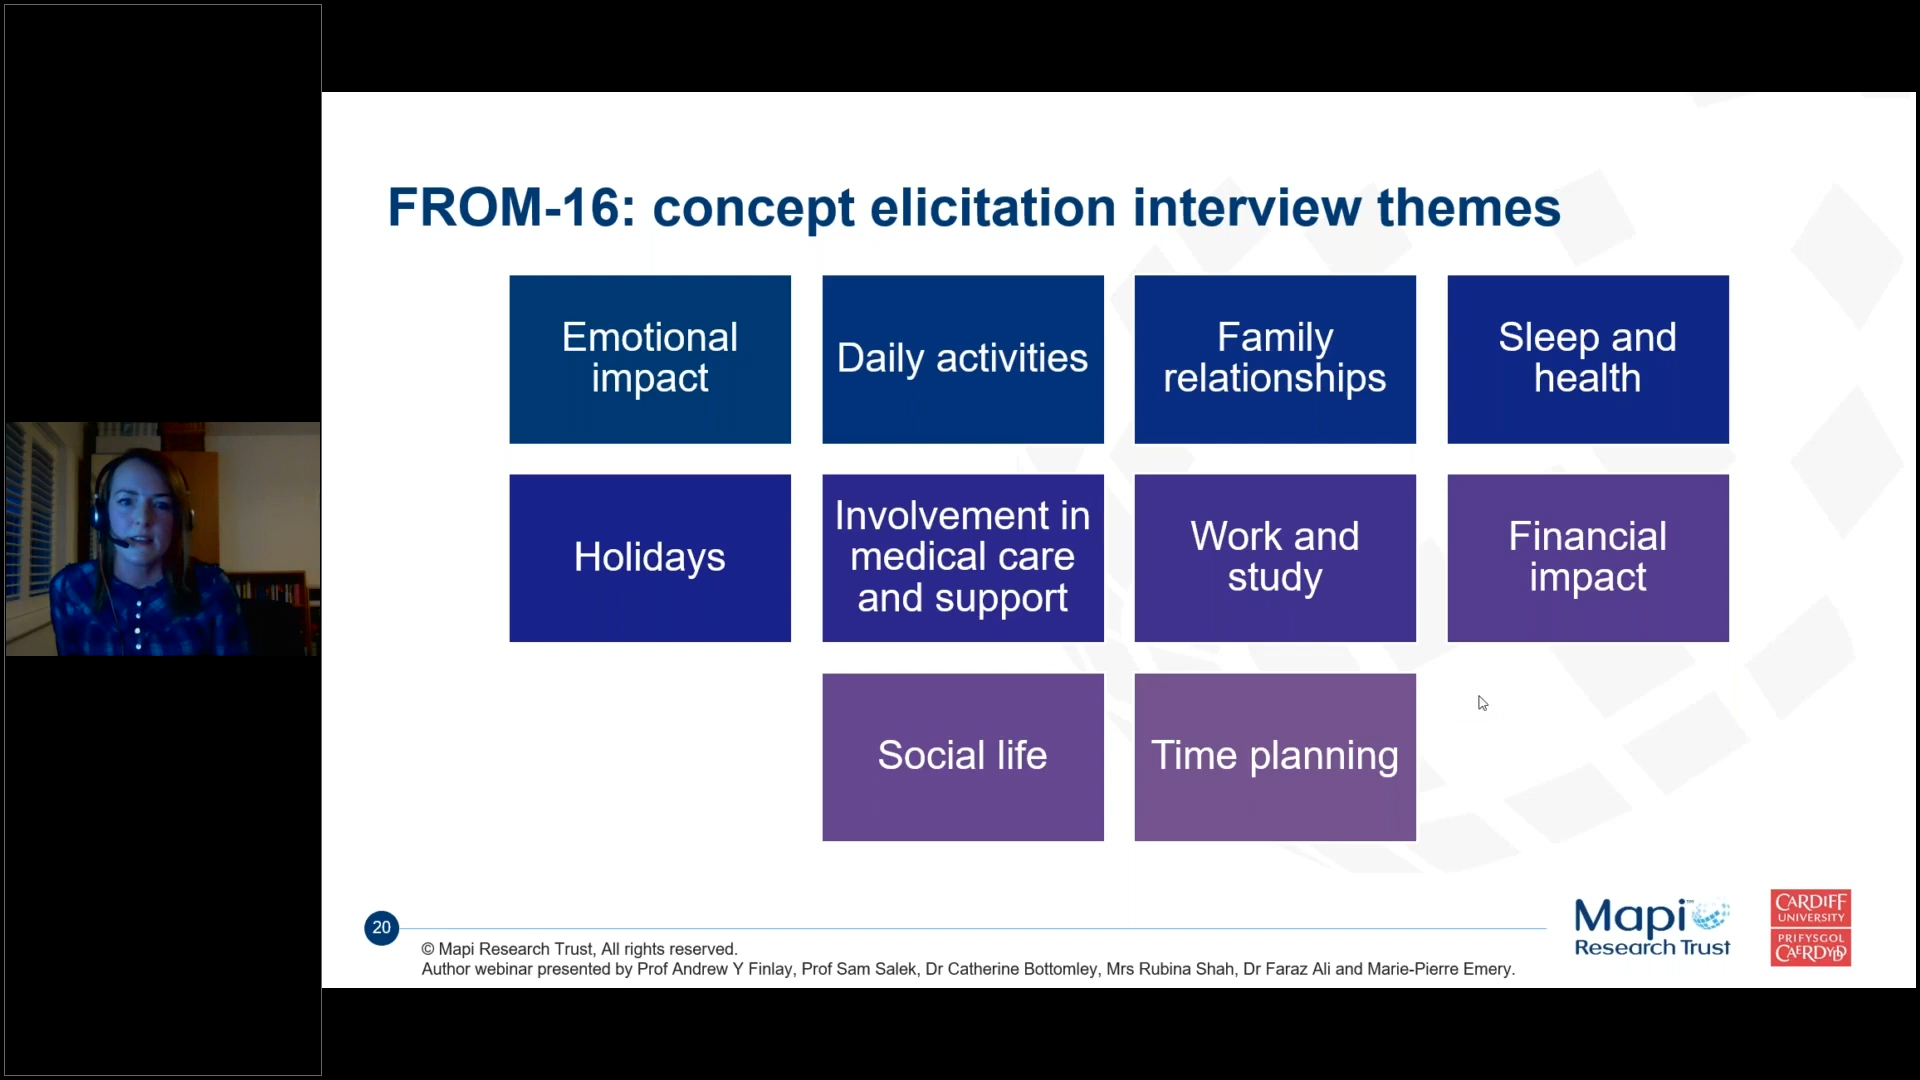 FROM-16: concept elicitation interview themes
Emotional
impact
Daily activities
Family
relationships
Sleep and
health
Holidays
Involvement in
medical care
and support
Work and
study
Financial
impact
Social life
Time planning
20
© Mapi Research Trust, All rights reserved.
Author webinar presented by Prof Andrew Y Finlay, Prof Sam Salek, Dr Catherine Bottomley, Mrs Rubina Shah, Dr Faraz Ali and Marie-Pierre Emery.
Mapi™
Research Trust
CARDIFF
UNIVERSITY
PRIFYSGOL
CAERDYDD